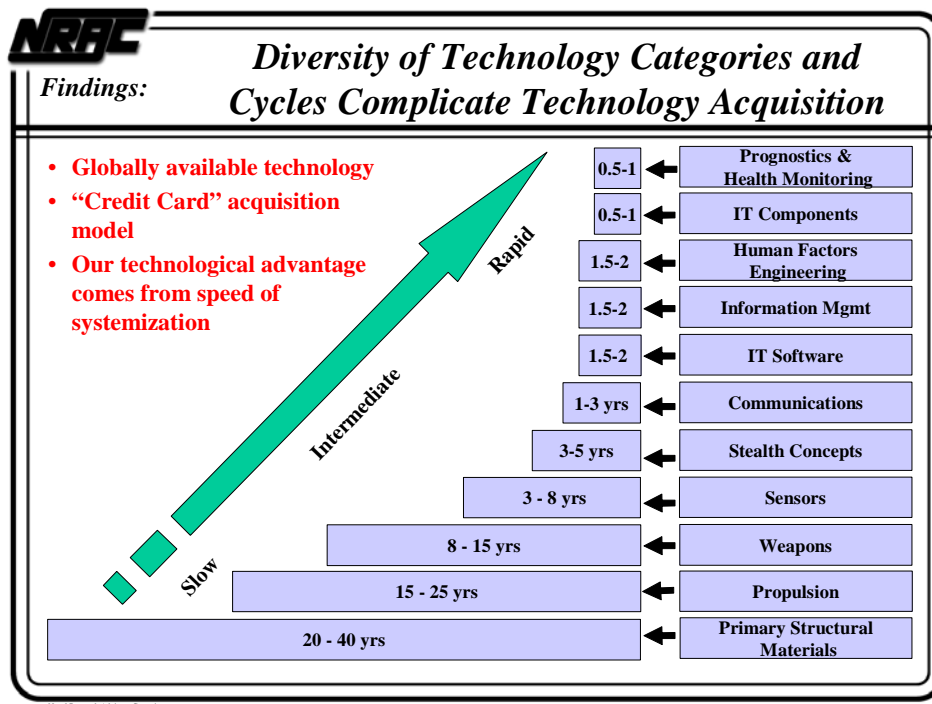 NRAC
Findings:
Diversity of Technology Categories and
Cycles Complicate Technology Acquisition
• Globally available technology
• “Credit Card” acquisition
model
• Our technological advantage
comes from speed of
systemization
Rapid
Intermediate
Slow
0.5-1
Prognostics &
Health Monitoring
0.5-1
IT Components
1.5-2
Human Factors
Engineering
1.5-2
Information Mgmt
1.5-2
IT Software
1-3 yrs
Communications
3-5 yrs
Stealth Concepts
3 - 8 yrs
Sensors
8 - 15 yrs
Weapons
15 - 25 yrs
Propulsion
20 - 40 yrs
Primary Structural
Materials